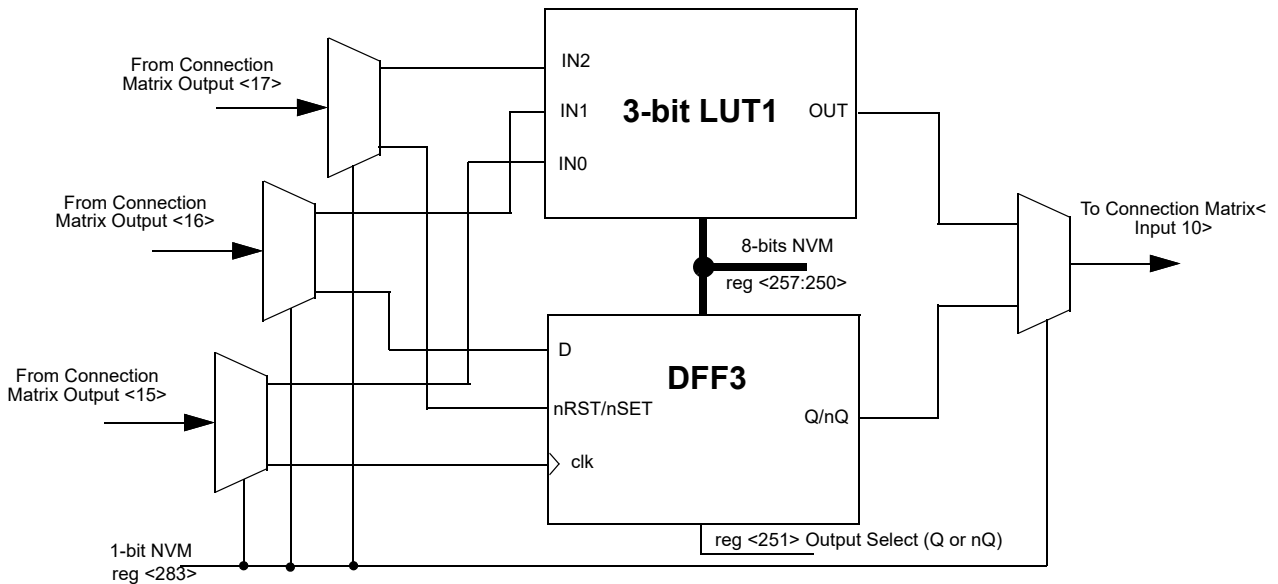 From Connection
Matrix Output <17>
IN2
IN1
IN0
3-bit LUT1
OUT
From Connection
Matrix Output <16>
To Connection Matrix<
Input 10>
8-bits NVM
reg <257:250>
From Connection
Matrix Output <15>
D
nRST/nSET
clk
DFF3
Q/nQ
reg <251> Output Select (Q or nQ)
1-bit NVM
reg <283>